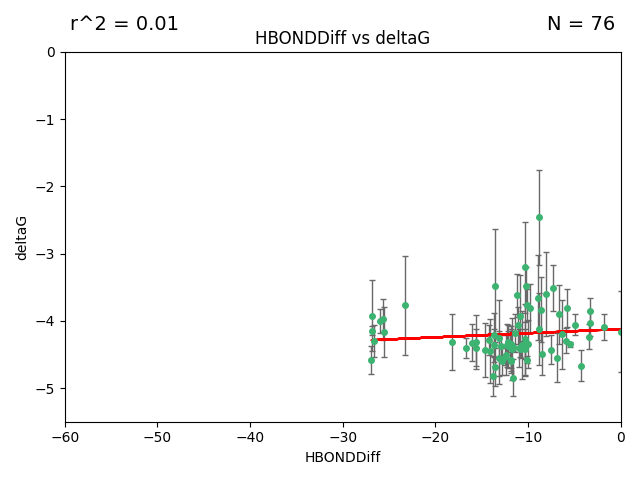 r^2 = 0.01
N = 76
HBONDDiff vs deltaG
0
−1
−2
−3
−4
−5
deltaG
−60
−50
−40
−30
−20
−10
0
HBONDDiff